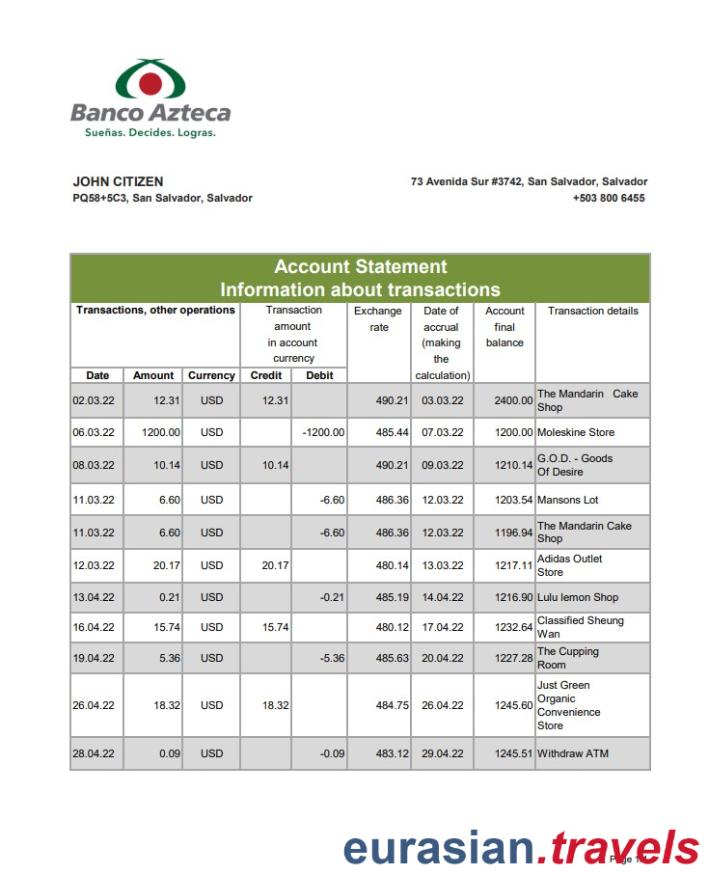 Banco Azteca
Sueñas. Decides. Logras.
JOHN CITIZEN
PQ58+5C3, San Salvador, Salvador
73 Avenida Sur #3742, San Salvador, Salvador
+503 800 6455
Account Statement
Information about transactions
Transactions, other operations
Transaction
amount
in account
currency
Exchange
rate
Date of
accrual
(making
the
calculation)
Account
final
balance
Transaction details
Date Amount Currency Credit Debit
02.03.22 12.31 USD 12.31 490.21 03.03.22 2400.00 The Mandarin Cake
Shop
06.03.22 1200.00 USD -1200.00 485.44 07.03.22 1200.00 Moleskine Store
08.03.22 10.14 USD 10.14 490.21 09.03.22 1210.14 G.O.D. - Goods
Of Desire
11.03.22 6.60 USD -6.60 486.36 12.03.22 1203.54 Mansons Lot
11.03.22 6.60 USD -6.60 486.36 12.03.22 1196.94 The Mandarin Cake
Shop
12.03.22 20.17 USD 20.17 480.14 13.03.22 1217.11 Adidas Outlet
Store
13.04.22 0.21 USD -0.21 485.19 14.04.22 1216.90 Lulu lemon Shop
16.04.22 15.74 USD 15.74 480.12 17.04.22 1232.64 Classified Sheung
Wan
19.04.22 5.36 USD -5.36 485.63 20.04.22 1227.28 The Cupping
Room
26.04.22 18.32 USD 18.32 484.75 26.04.22 1245.60 Just Green
Organic
Convenience
Store
28.04.22 0.09 USD -0.09 483.12 29.04.22 1245.51 Withdraw ATM
eurasian.travels